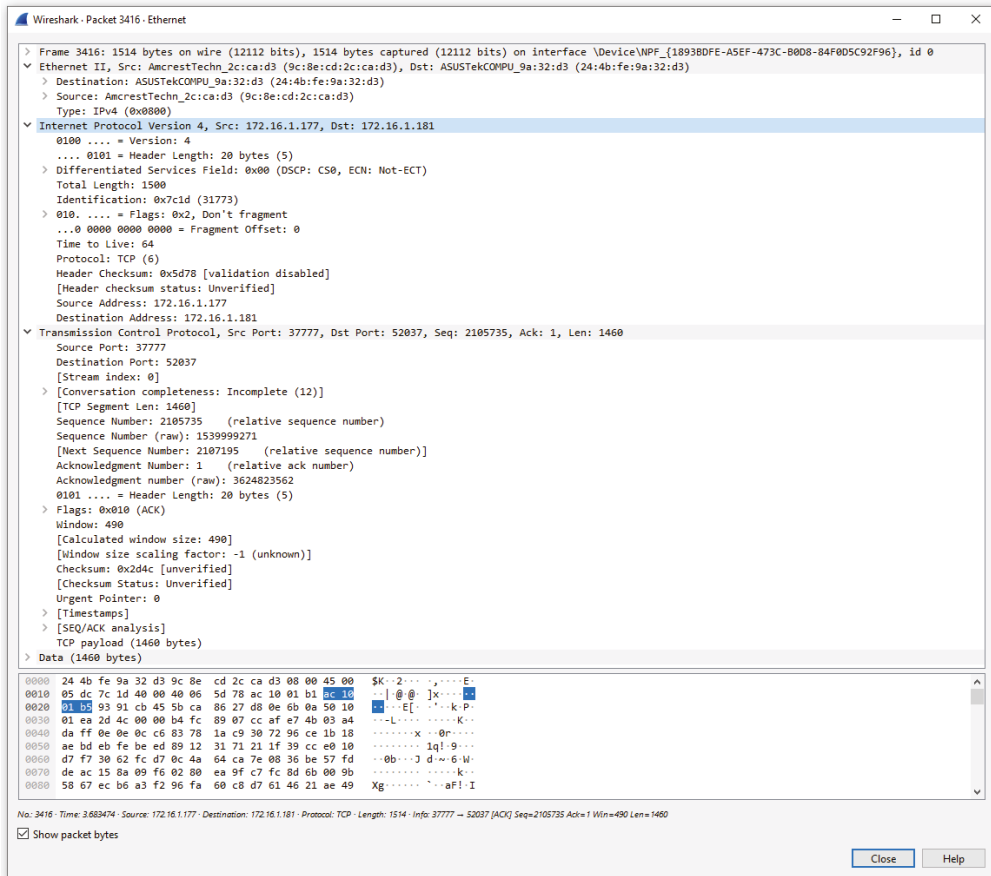 Wireshark · Packet 3416 · Ethernet
Frame 3416: 1514 bytes on wire (12112 bits), 1514 bytes captured (12112 bits) on interface \Device\NPF_{1893BDFE-A5EF-473C-B0D8-84F0D5C92F96}, id 0
Ethernet II, Src: AmcrestTechn_2c:ca:d3 (9c:8e:cd:2c:ca:d3), Dst: ASUSTekCOMPU_9a:32:d3 (24:4b:fe:9a:32:d3)
Destination: ASUSTekCOMPU_9a:32:d3 (24:4b:fe:9a:32:d3)
Source: AmcrestTechn_2c:ca:d3 (9c:8e:cd:2c:ca:d3)
Type: IPv4 (0x0800)
Internet Protocol Version 4, Src: 172.16.1.177, Dst: 172.16.1.181
0100 .... = Version: 4
.... 0101 = Header Length: 20 bytes (5)
Differentiated Services Field: 0x00 (DSCP: CS0, ECN: Not-ECT)
Total Length: 1500
Identification: 0x7c1d (31773)
010. .... = Flags: 0x2, Don't fragment
...0 0000 0000 0000 = Fragment Offset: 0
Time to Live: 64
Protocol: TCP (6)
Header Checksum: 0x5d78 [validation disabled]
[Header checksum status: Unverified]
Source Address: 172.16.1.177
Destination Address: 172.16.1.181
Transmission Control Protocol, Src Port: 37777, Dst Port: 52037, Seq: 2105735, Ack: 1, Len: 1460
Source Port: 37777
Destination Port: 52037
[Stream index: 0]
[Conversation completeness: Incomplete (12)]
[TCP Segment Len: 1460]
Sequence Number: 2105735    (relative sequence number)
Sequence Number (raw): 1539999271
[Next Sequence Number: 2107195    (relative sequence number)]
Acknowledgment Number: 1    (relative ack number)
Acknowledgment number (raw): 3624823562
0101 .... = Header Length: 20 bytes (5)
Flags: 0x010 (ACK)
Window: 490
[Calculated window size: 490]
[Window size scaling factor: -1 (unknown)]
Checksum: 0x2d4c [unverified]
[Checksum Status: Unverified]
Urgent Pointer: 0
[Timestamps]
[SEQ/ACK analysis]
TCP payload (1460 bytes)
Data (1460 bytes)
0000 24 4b fe 9a 32 d3 9c 8e cd 2c ca d3 08 00 45 00 $K··2··· ·,····E·
0010 05 dc 7c 1d 40 00 40 06 5d 78 ac 10 01 b1 ac 10 ··|·@·@· ]x······
0020 01 b5 93 91 cb 45 5b ca 86 27 d8 0e 6b 0a 50 10 ·····E[· ·'··k·P·
0030 01 ea 2d 4c 00 00 b4 fc 89 07 cc af e7 4b 03 a4 ··-L···· ·····K··
0040 da ff 0e 0e 0c c6 83 78 1a c9 30 72 96 ce 1b 18 ·······x ··0r····
0050 ae bd eb fe be ed 89 12 31 71 21 1f 39 cc e0 10 ········ 1q!·9···
0060 d7 f7 30 62 fc d7 0c 4a 64 ca 7e 08 36 be 57 fd ··0b···J d·~·6·W·
0070 de ac 15 8a 09 f6 02 80 ea 9f c7 fc 8d 6b 00 9b ········ ·····k··
0080 58 67 ec b6 a3 f2 96 fa 60 c8 d7 61 46 21 ae 49 Xg······ `··aF!·I
No.: 3416 · Time: 3.683474 · Source: 172.16.1.177 · Destination: 172.16.1.181 · Protocol: TCP · Length: 1514 · Info: 37777 → 52037 [ACK] Seq=2105735 Ack=1 Win=490 Len=1460
Show packet bytes
Close Help